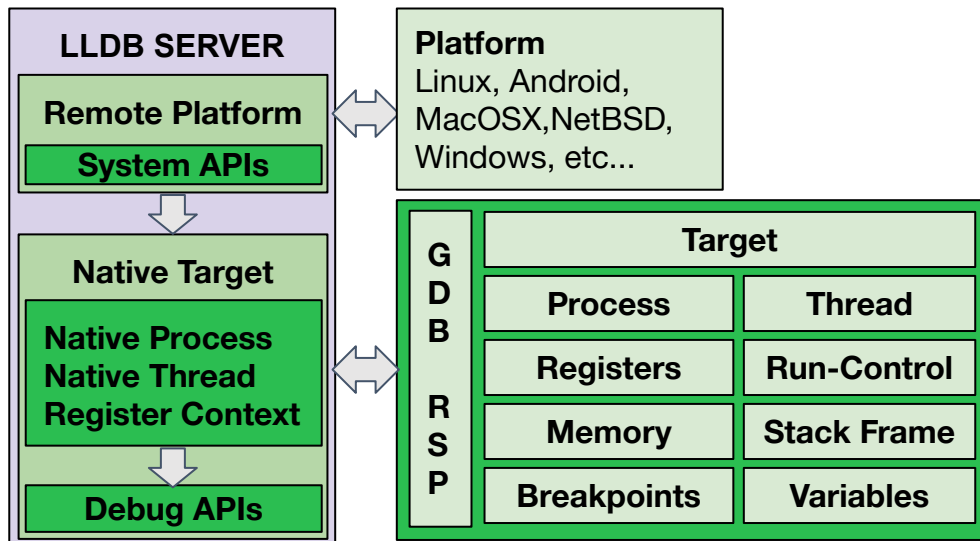 LLDB SERVER
Remote Platform
System APIs
Native Target
Native Process
Native Thread
Register Context
Debug APIs
Platform
Linux, Android,
MacOSX,NetBSD,
Windows, etc...
G
D
B
R
S
P
Target
Process
Thread
Registers
Run-Control
Memory
Stack Frame
Breakpoints
Variables